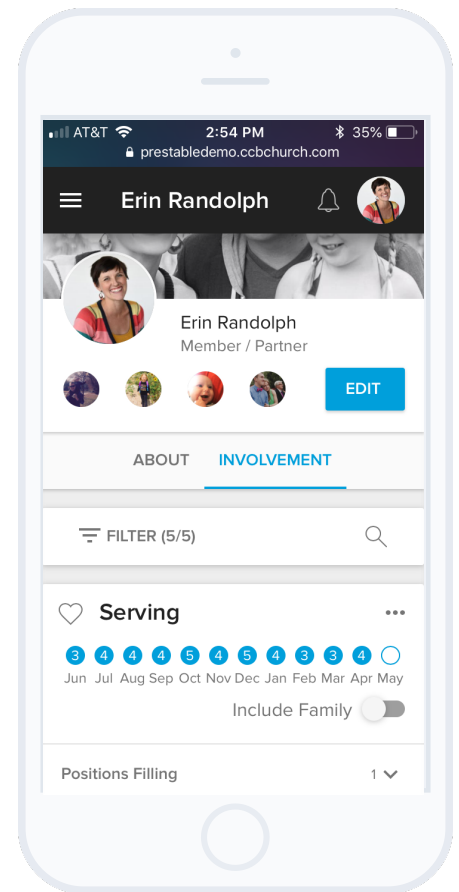 AT&T 2:54 PM 35%
prestabledemo.ccbchurch.com
Erin Randolph
Erin Randolph
Member / Partner
EDIT
ABOUT INVOLVEMENT
FILTER (5/5)
Serving
3 4 4 4 5 4 5 4 3 3 4
Jun Jul Aug Sep Oct Nov Dec Jan Feb Mar Apr May
Include Family
Positions Filling 1